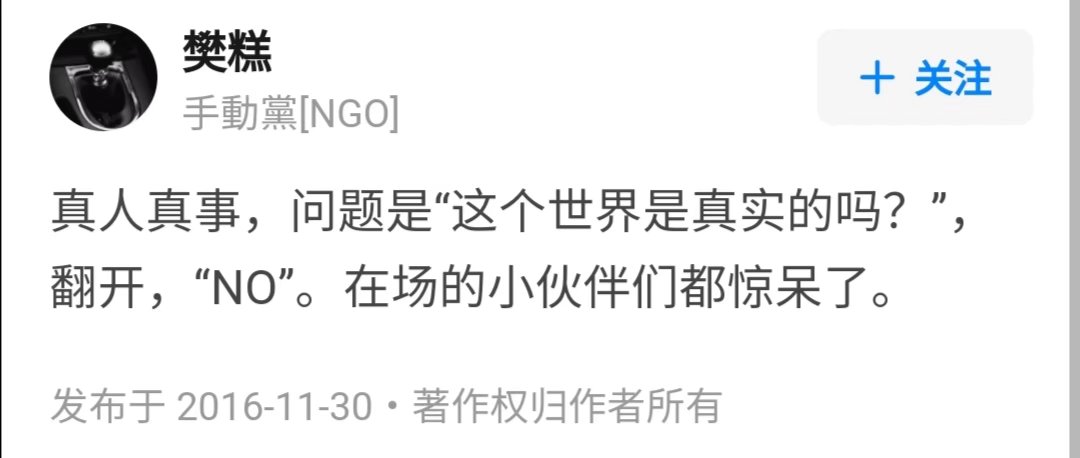 樊糕
手動黨[NGO]
+ 关注
真人真事，问题是“这个世界是真实的吗？”，
翻开，“NO”。在场的小伙伴们都惊呆了。
发布于 2016-11-30・著作权归作者所有